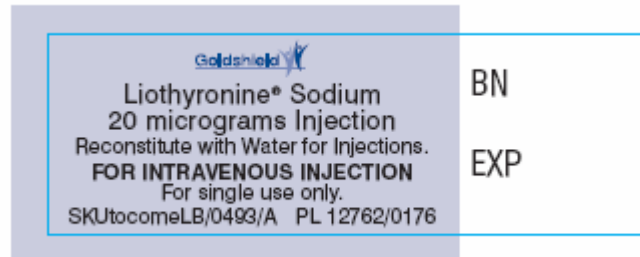 Goldshield
Liothyronine® Sodium
20 micrograms Injection
Reconstitute with Water for Injections.
FOR INTRAVENOUS INJECTION
For single use only.
SKUtocomeLB/0493/A PL 12762/0176
BN
EXP